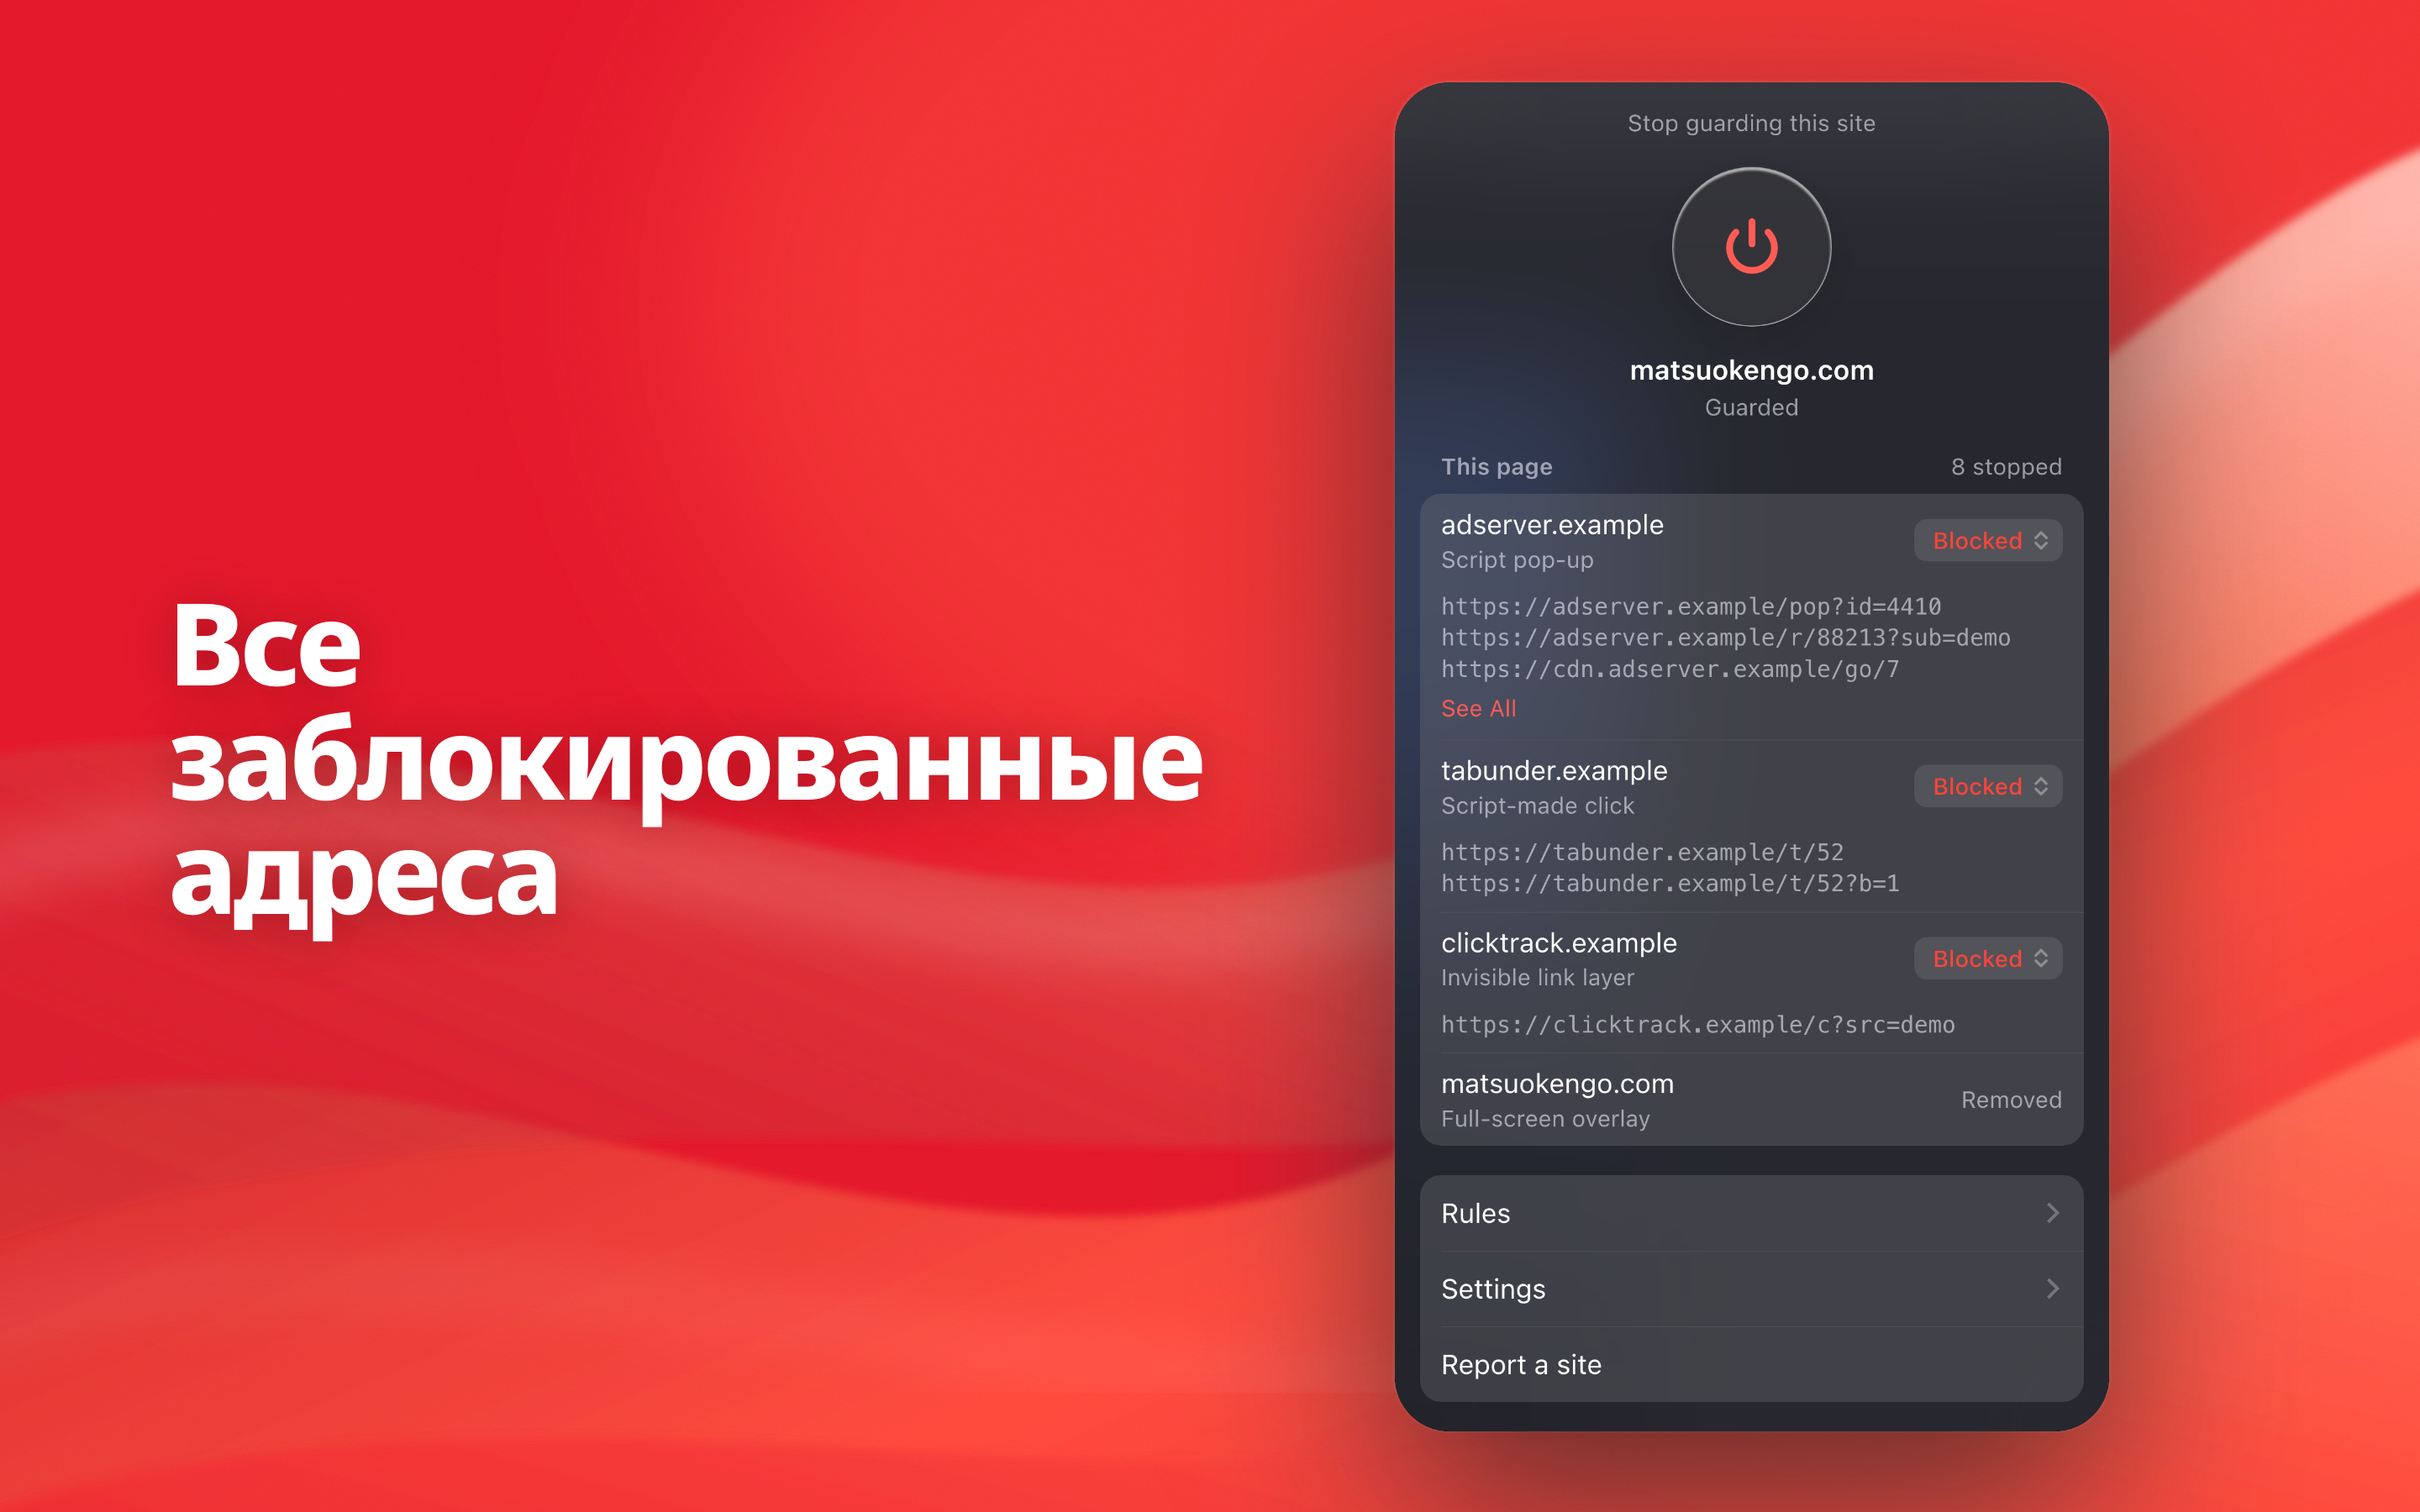 Все
заблокированные
адреса
Stop guarding this site
matsuokengo.com
Guarded
This page
8 stopped
adserver.example
Blocked
Script pop-up
https://adserver.example/pop?id=4410
https://adserver.example/r/88213?sub=demo
https://cdn.adserver.example/go/7
See All
tabunder.example
Blocked
Script-made click
https://tabunder.example/t/52
https://tabunder.example/t/52?b=1
clicktrack.example
Blocked
Invisible link layer
https://clicktrack.example/c?src=demo
matsuokengo.com
Removed
Full-screen overlay
Rules
Settings
Report a site